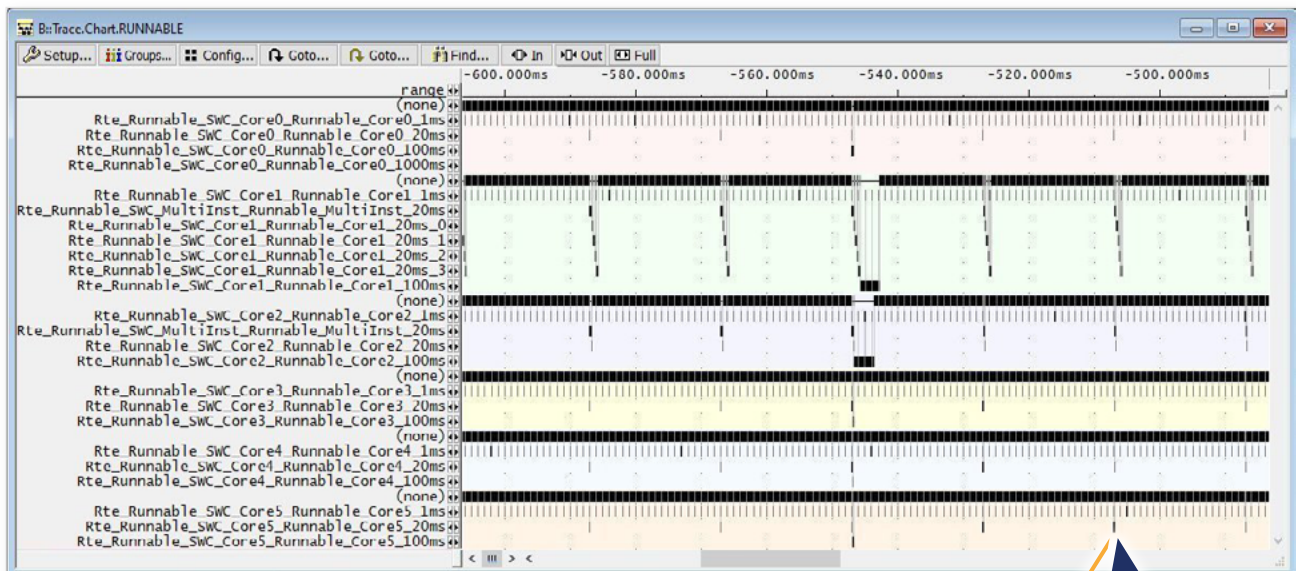 B::Trace.Chart.RUNNABLE
Setup... Groups... Config... Goto... Goto... Find... In Out Full
-600.000ms -580.000ms -560.000ms -540.000ms -520.000ms -500.000ms
range
(none)
Rte_Runnable_SWC_Core0_Runnable_Core0_1ms
Rte_Runnable_SWC_Core0_Runnable_Core0_20ms
Rte_Runnable_SWC_Core0_Runnable_Core0_100ms
Rte_Runnable_SWC_Core0_Runnable_Core0_1000ms
(none)
Rte_Runnable_SWC_Core1_Runnable_Core1_1ms
Rte_Runnable_SWC_MultiInst_Runnable_MultiInst_20ms
Rte_Runnable_SWC_Core1_Runnable_Core1_20ms_0
Rte_Runnable_SWC_Core1_Runnable_Core1_20ms_1
Rte_Runnable_SWC_Core1_Runnable_Core1_20ms_2
Rte_Runnable_SWC_Core1_Runnable_Core1_20ms_3
Rte_Runnable_SWC_Core1_Runnable_Core1_100ms
(none)
Rte_Runnable_SWC_Core2_Runnable_Core2_1ms
Rte_Runnable_SWC_MultiInst_Runnable_MultiInst_20ms
Rte_Runnable_SWC_Core2_Runnable_Core2_20ms
Rte_Runnable_SWC_Core2_Runnable_Core2_100ms
(none)
Rte_Runnable_SWC_Core3_Runnable_Core3_1ms
Rte_Runnable_SWC_Core3_Runnable_Core3_20ms
Rte_Runnable_SWC_Core3_Runnable_Core3_100ms
(none)
Rte_Runnable_SWC_Core4_Runnable_Core4_1ms
Rte_Runnable_SWC_Core4_Runnable_Core4_20ms
Rte_Runnable_SWC_Core4_Runnable_Core4_100ms
(none)
Rte_Runnable_SWC_Core5_Runnable_Core5_1ms
Rte_Runnable_SWC_Core5_Runnable_Core5_20ms
Rte_Runnable_SWC_Core5_Runnable_Core5_100ms